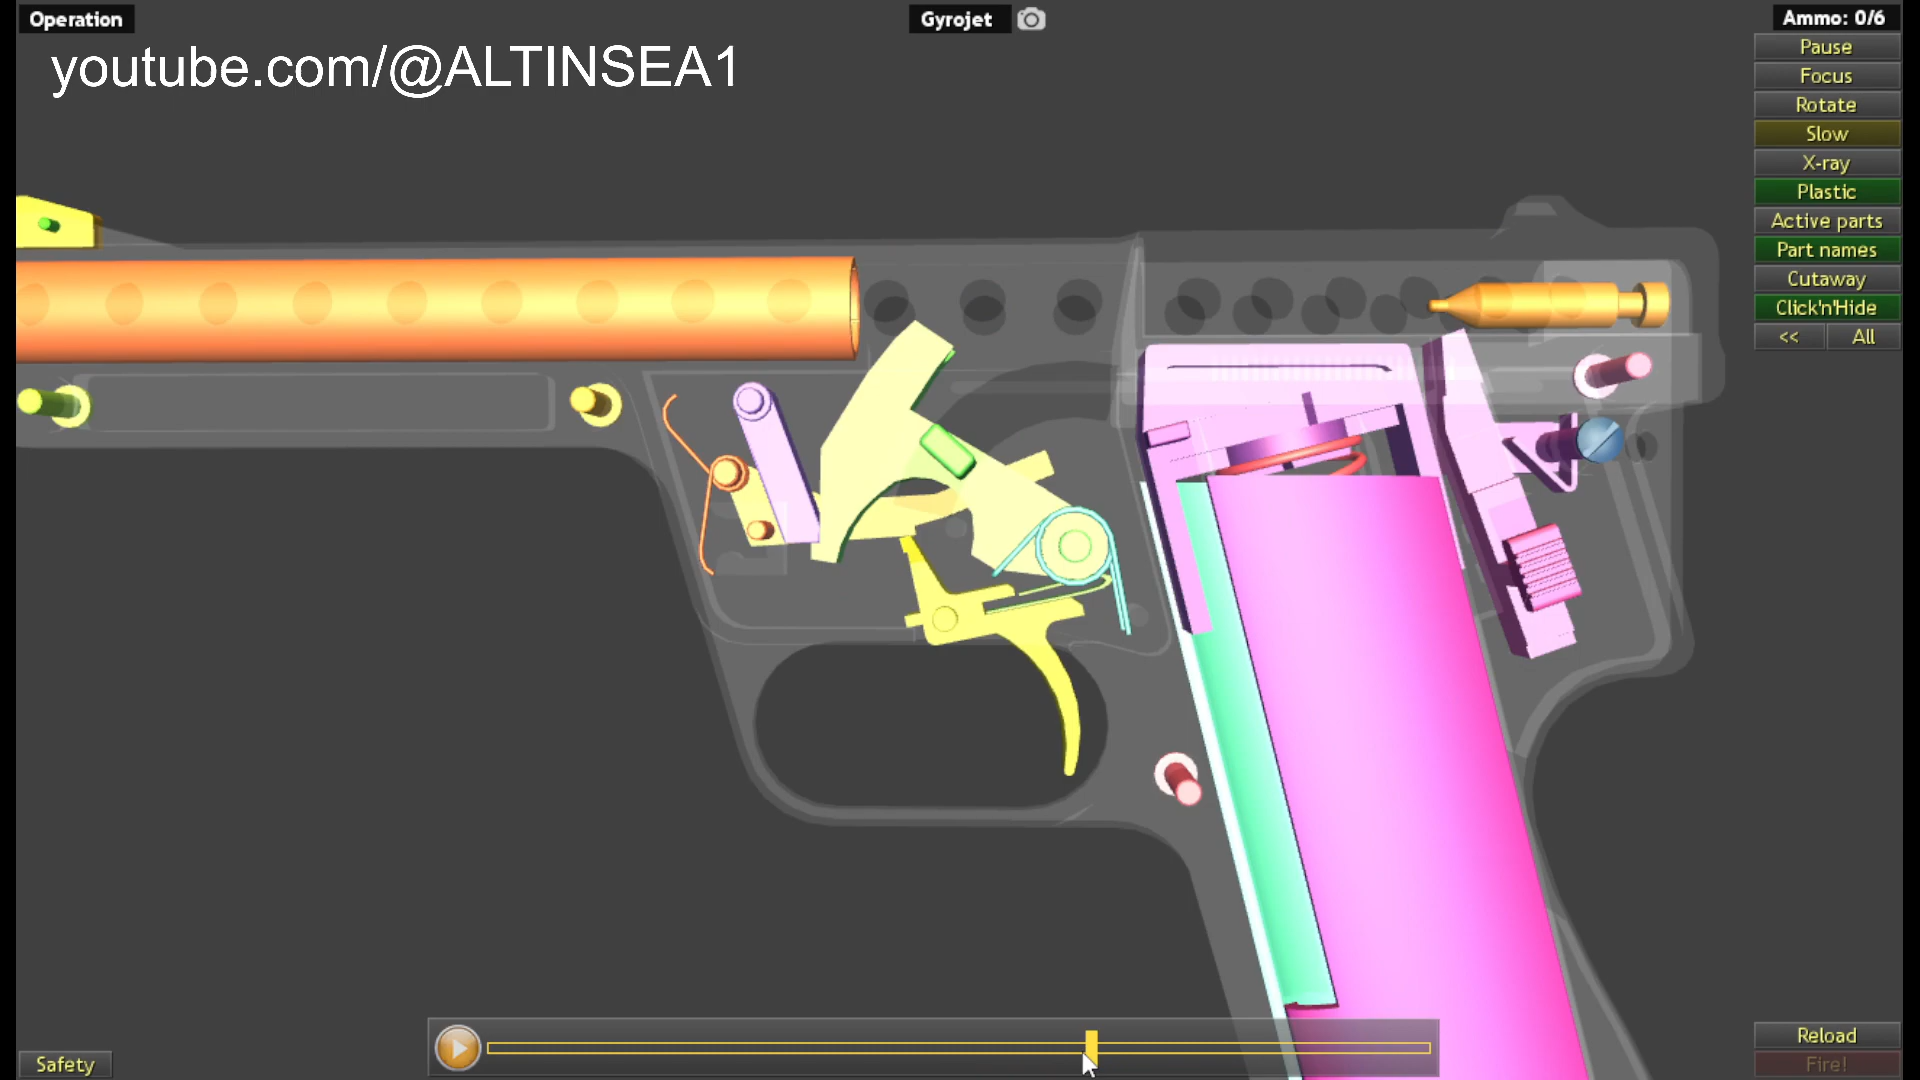 Operation
Gyrojet
Ammo: 0/6
youtube.com/@ALTINSEA1
Pause
Focus
Rotate
Slow
X-ray
Plastic
Active parts
Part names
Cutaway
Click'n'Hide
<< All
Reload
Safety
Fire!